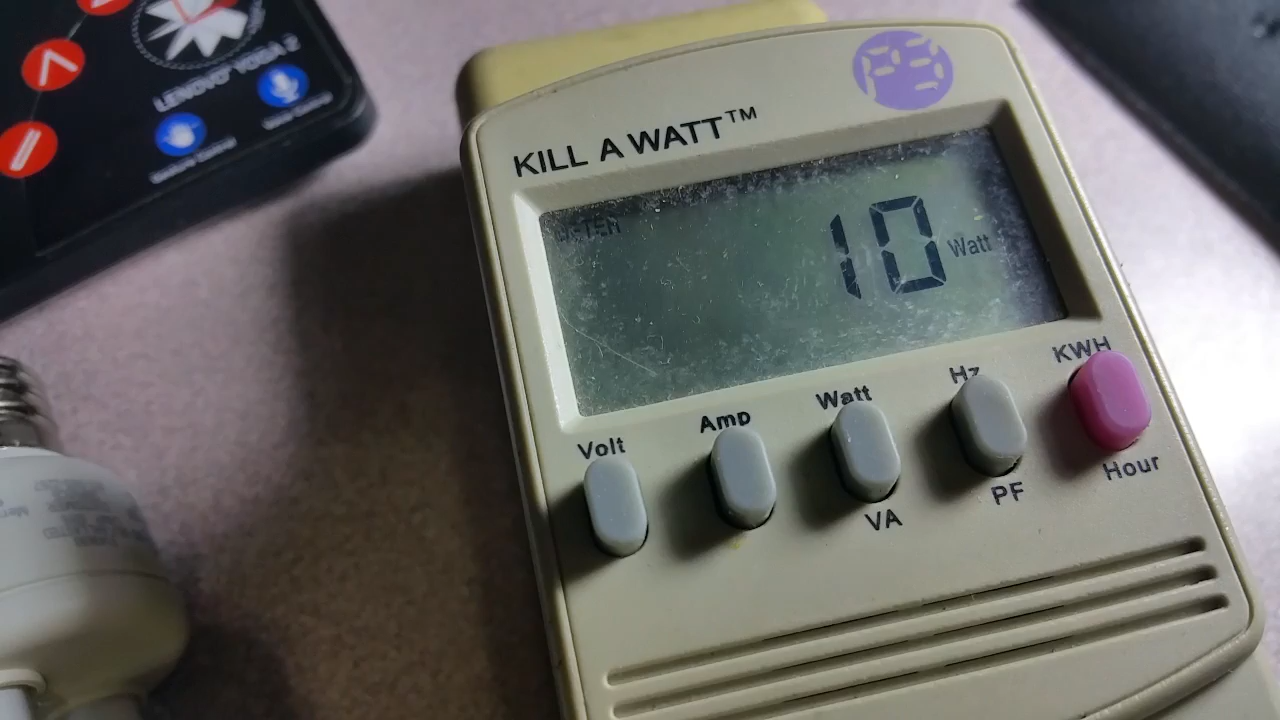 LENOVO YOGA 2
KILL A WATT™
10 Watt
Volt
Amp
Watt
VA
Hz
PF
KWH
Hour